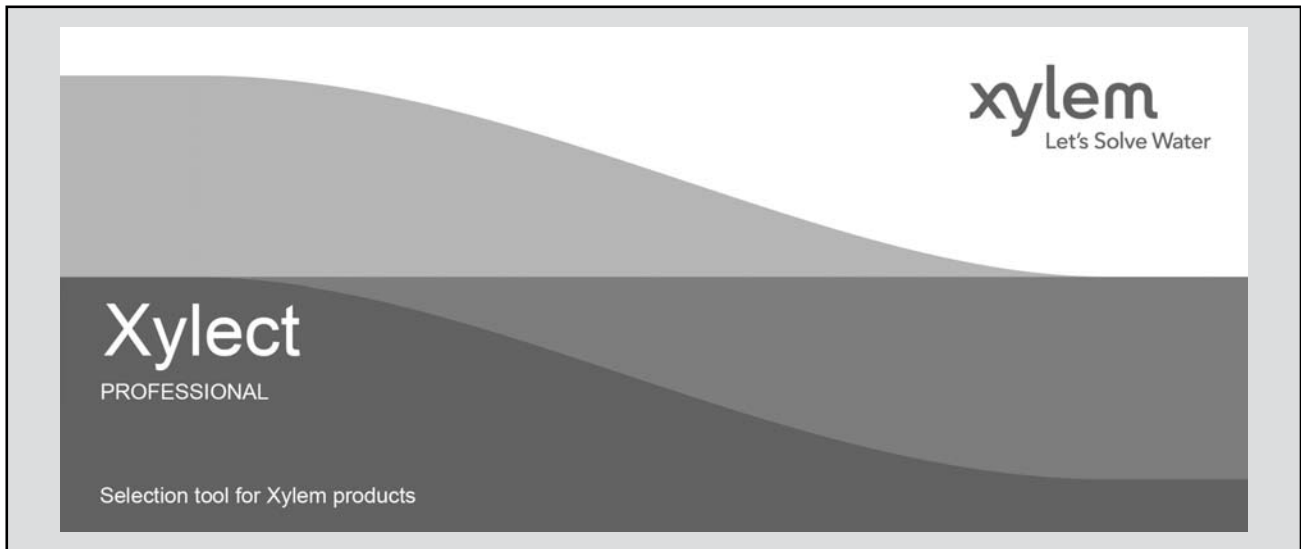 xylem
Let's Solve Water
Xylect
PROFESSIONAL
Selection tool for Xylem products